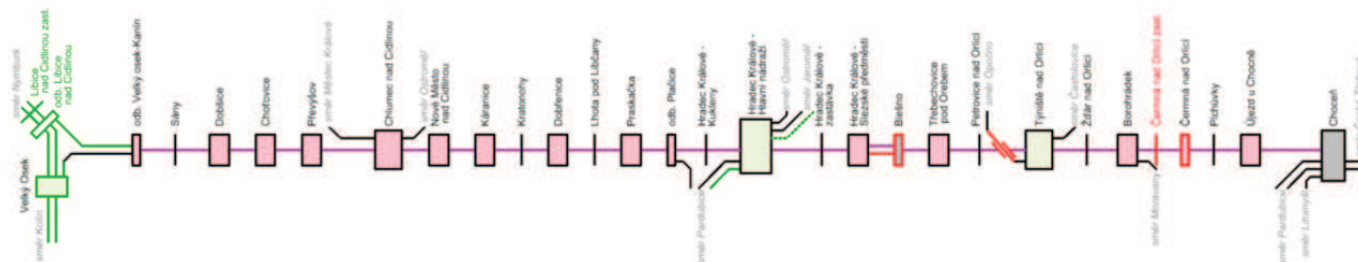 směr Nymburk
Libice
nad Cidlinou zast.
odb. Libice
nad Cidlinou
Velký Osek
směr Kolín
odb. Velký osek-Kanín
Sány
Dobšice
Choťovice
Převýšov
směr Městec Králové
Chlumec nad Cidlinou
směr Ostroměř
Nové Město
nad Cidlinou
Káranice
Kratonohy
Dobřenice
Lhota pod Libčany
Praskačka
odb. Plačice
směr Pardubice
Hradec Králové -
Kukleny
Hradec Králové -
Hlavní nádraží
směr Ostroměř
směr Jaroměř
Hradec Králové -
zastávka
Hradec Králové -
Slezské předměstí
Blešno
Třebechovice
pod Orebem
Petrovice nad Orlicí
směr Opočno
Týniště nad Orlicí
směr Častolovice
Žďár nad Orlicí
Borohrádek
směr Moravany
Čermná nad Orlicí zast.
Čermná nad Orlicí
Plchůvky
Újezd u Chocně
směr Pardubice
směr Litomyšl
Choceň